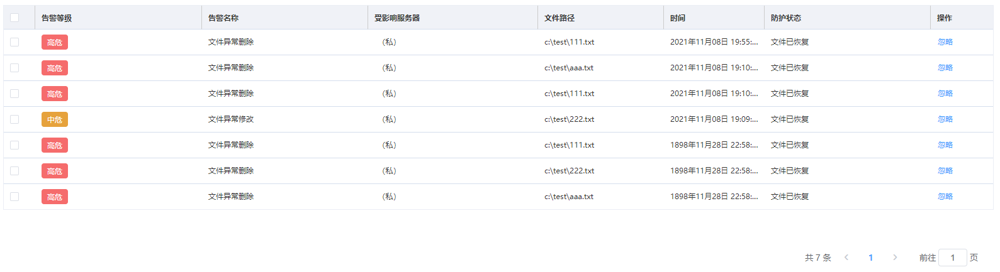 告警等级 告警名称 受影响服务器 文件路径 时间 防护状态 操作
高危 文件异常删除 （私） c:\test\111.txt 2021年11月08日 19:55:... 文件已恢复 忽略
高危 文件异常删除 （私） c:\test\aaa.txt 2021年11月08日 19:10:... 文件已恢复 忽略
高危 文件异常删除 （私） c:\test\111.txt 2021年11月08日 19:10:... 文件已恢复 忽略
中危 文件异常修改 （私） c:\test\222.txt 2021年11月08日 19:09:... 文件已恢复 忽略
高危 文件异常删除 （私） c:\test\111.txt 1898年11月28日 22:58:... 文件已恢复 忽略
高危 文件异常删除 （私） c:\test\222.txt 1898年11月28日 22:58:... 文件已恢复 忽略
高危 文件异常删除 （私） c:\test\aaa.txt 1898年11月28日 22:58:... 文件已恢复 忽略
共 7 条 < 1 > 前往 1 页